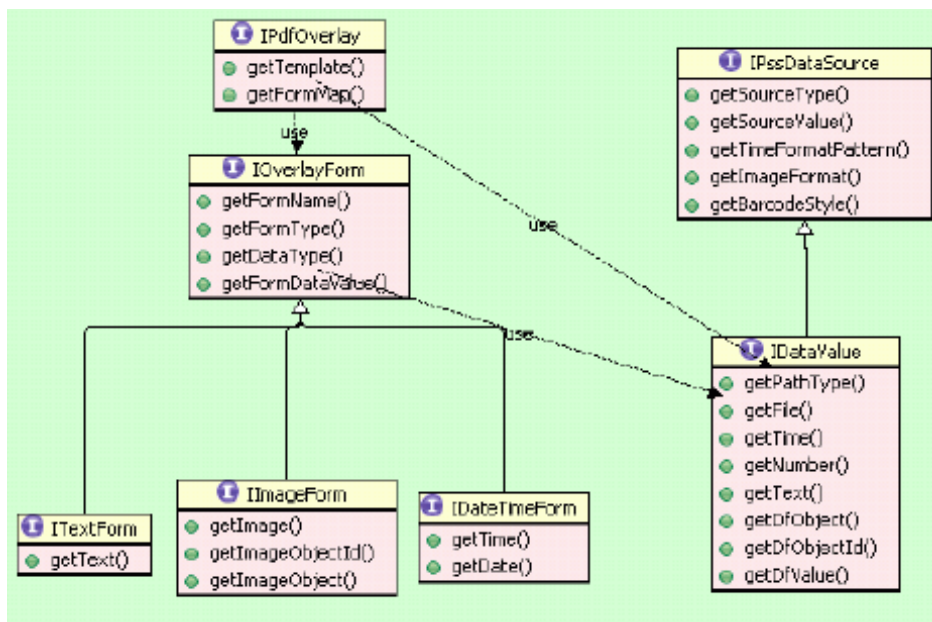 I IPdfOverlay
getTemplate()
getFormMap()
use
I IOverlayForm
getFormName()
getFormType()
getDataType()
getFormDataValue()
I IPssDataSource
getSourceType()
getSourceValue()
getTimeFormatPattern()
getImageFormat()
getBarcodeStyle()
use
use
I IDataValue
getPathType()
getFile()
getTime()
getNumber()
getText()
getDfObject()
getDfObjectId()
getDfValue()
I ITextForm
getText()
I IImageForm
getImage()
getImageObjectId()
getImageObject()
I IDateTimeForm
getTime()
getDate()